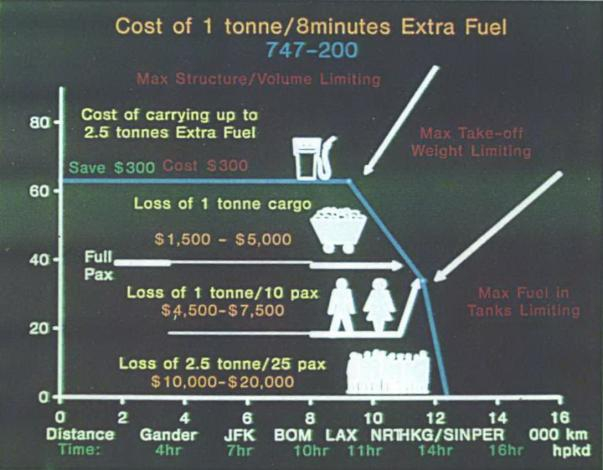 Cost of 1 tonne/8minutes Extra Fuel
747-200
Max Structure/Volume Limiting
80
Cost of carrying up to
2.5 tonnes Extra Fuel
Max Take-off
Weight Limiting
Save $300 Cost $300
60
Loss of 1 tonne cargo
$1,500 - $5,000
40
Full
Pax
Loss of 1 tonne/10 pax
$4,500-$7,500
Max Fuel in
Tanks Limiting
20
Loss of 2.5 tonne/25 pax
$10,000-$20,000
0
0 2 4 6 8 10 12 14 16
Distance Gander JFK BOM LAX NRTHKG/SINPER 000 km
Time: 4hr 7hr 10hr 11hr 14hr 16hr hpkd